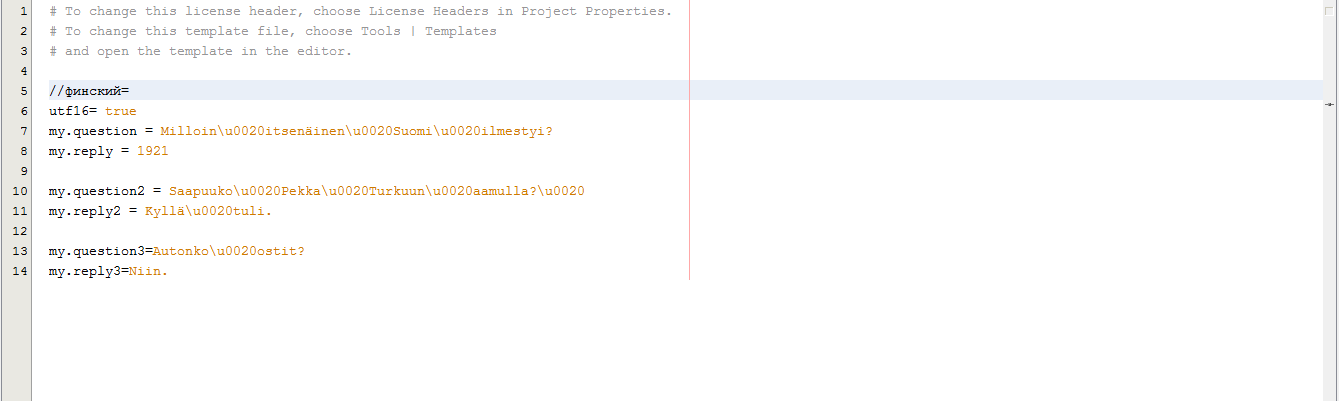 1 # To change this license header, choose License Headers in Project Properties.
2 # To change this template file, choose Tools | Templates
3 # and open the template in the editor.
4
5 //финский=
6 utf16= true
7 my.question = Milloin\u0020itsenäinen\u0020Suomi\u0020ilmestyi?
8 my.reply = 1921
9
10 my.question2 = Saapuuko\u0020Pekka\u0020Turkuun\u0020aamulla?\u0020
11 my.reply2 = Kyllä\u0020tuli.
12
13 my.question3=Autonko\u0020ostit?
14 my.reply3=Niin.